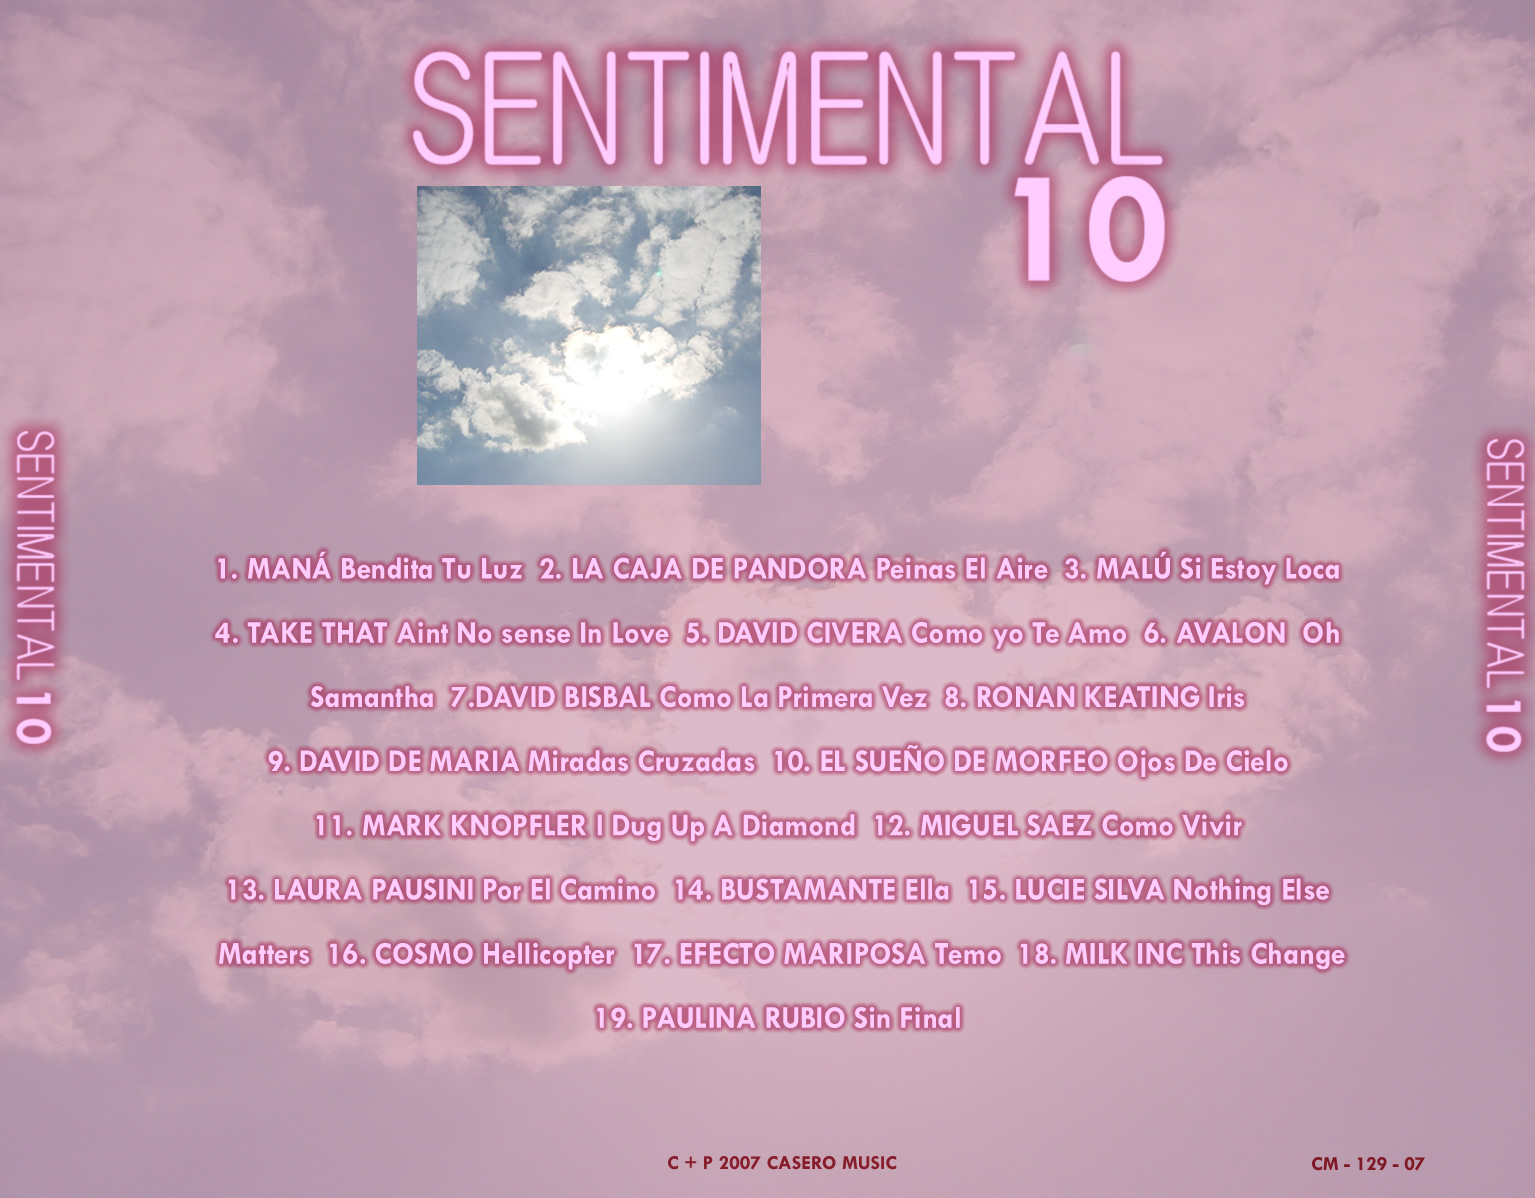 SENTIMENTAL
10
SENTIMENTAL 10
SENTIMENTAL 10
1. MANÁ Bendita Tu Luz 2. LA CAJA DE PANDORA Peinas El Aire 3. MALÚ Si Estoy Loca
4. TAKE THAT Aint No sense In Love 5. DAVID CIVERA Como yo Te Amo 6. AVALON Oh
Samantha 7.DAVID BISBAL Como La Primera Vez 8. RONAN KEATING Iris
9. DAVID DE MARIA Miradas Cruzadas 10. EL SUEÑO DE MORFEO Ojos De Cielo
11. MARK KNOPFLER I Dug Up A Diamond 12. MIGUEL SAEZ Como Vivir
13. LAURA PAUSINI Por El Camino 14. BUSTAMANTE Ella 15. LUCIE SILVA Nothing Else
Matters 16. COSMO Hellicopter 17. EFECTO MARIPOSA Temo 18. MILK INC This Change
19. PAULINA RUBIO Sin Final
C + P 2007 CASERO MUSIC
CM - 129 - 07